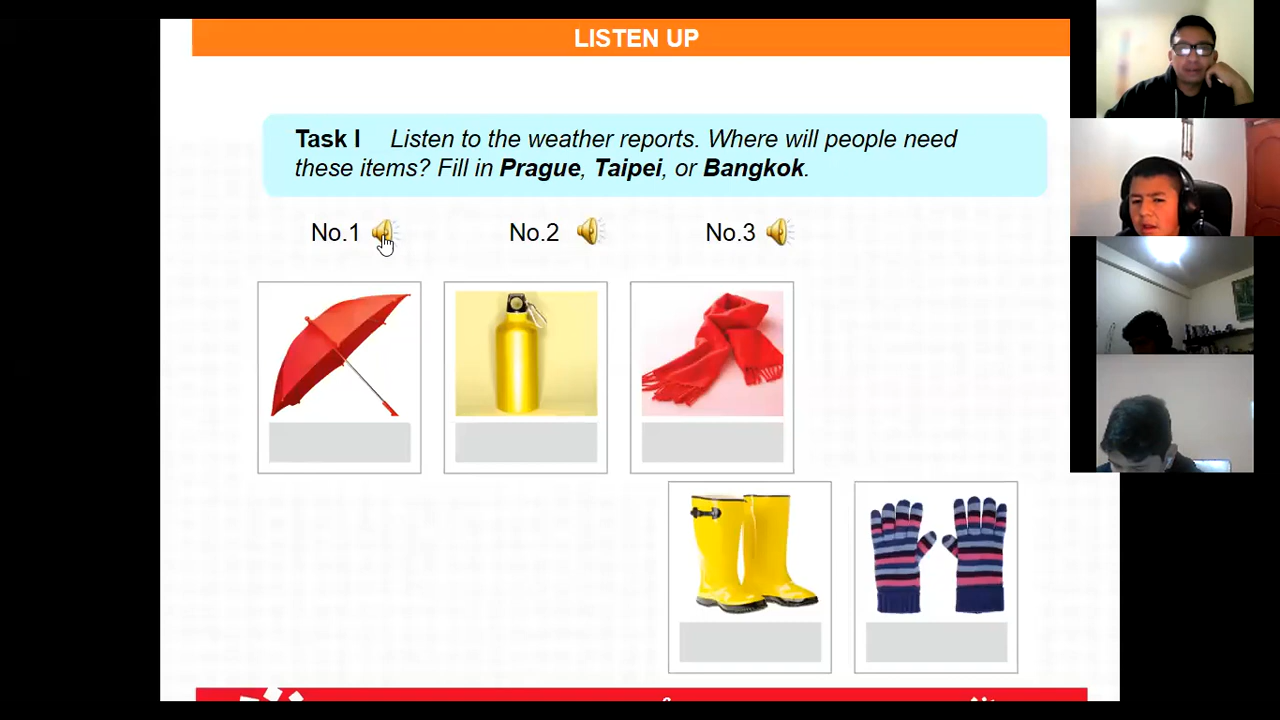 LISTEN UP
Task I Listen to the weather reports. Where will people need
these items? Fill in Prague, Taipei, or Bangkok.
No.1 No.2 No.3